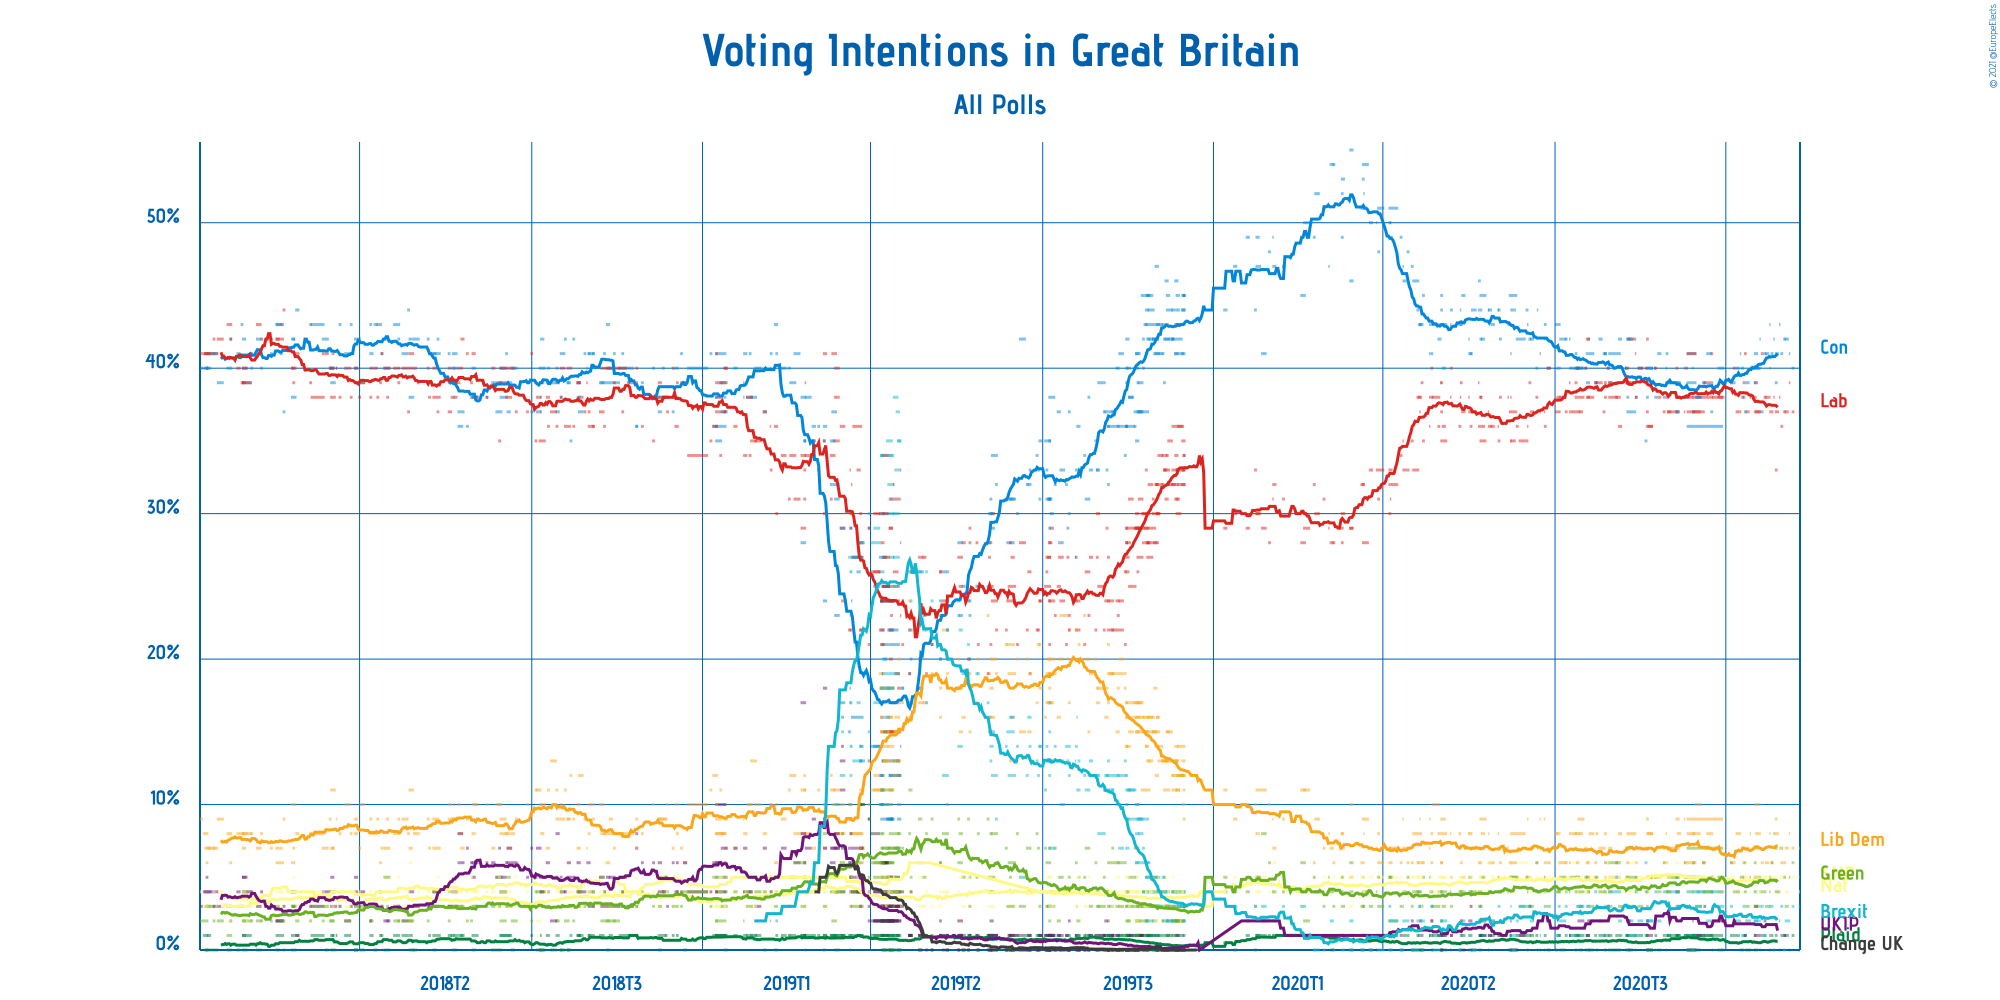 © 2021 @EuropeElects
Voting Intentions in Great Britain
All Polls
50%
40%
30%
20%
10%
0%
Con
Lab
Lib Dem
Green
Nat
Brexit
UKIP
Plaid
Change UK
2018T2 2018T3 2019T1 2019T2 2019T3 2020T1 2020T2 2020T3